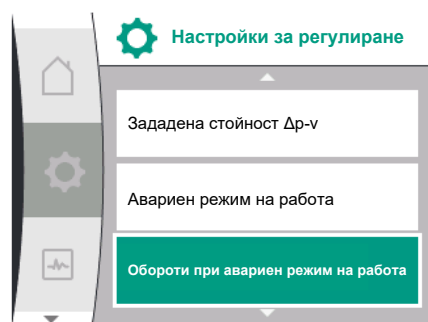 Настройки за регулиране
Зададена стойност Δp-v
Авариен режим на работа
Обороти при авариен режим на работа